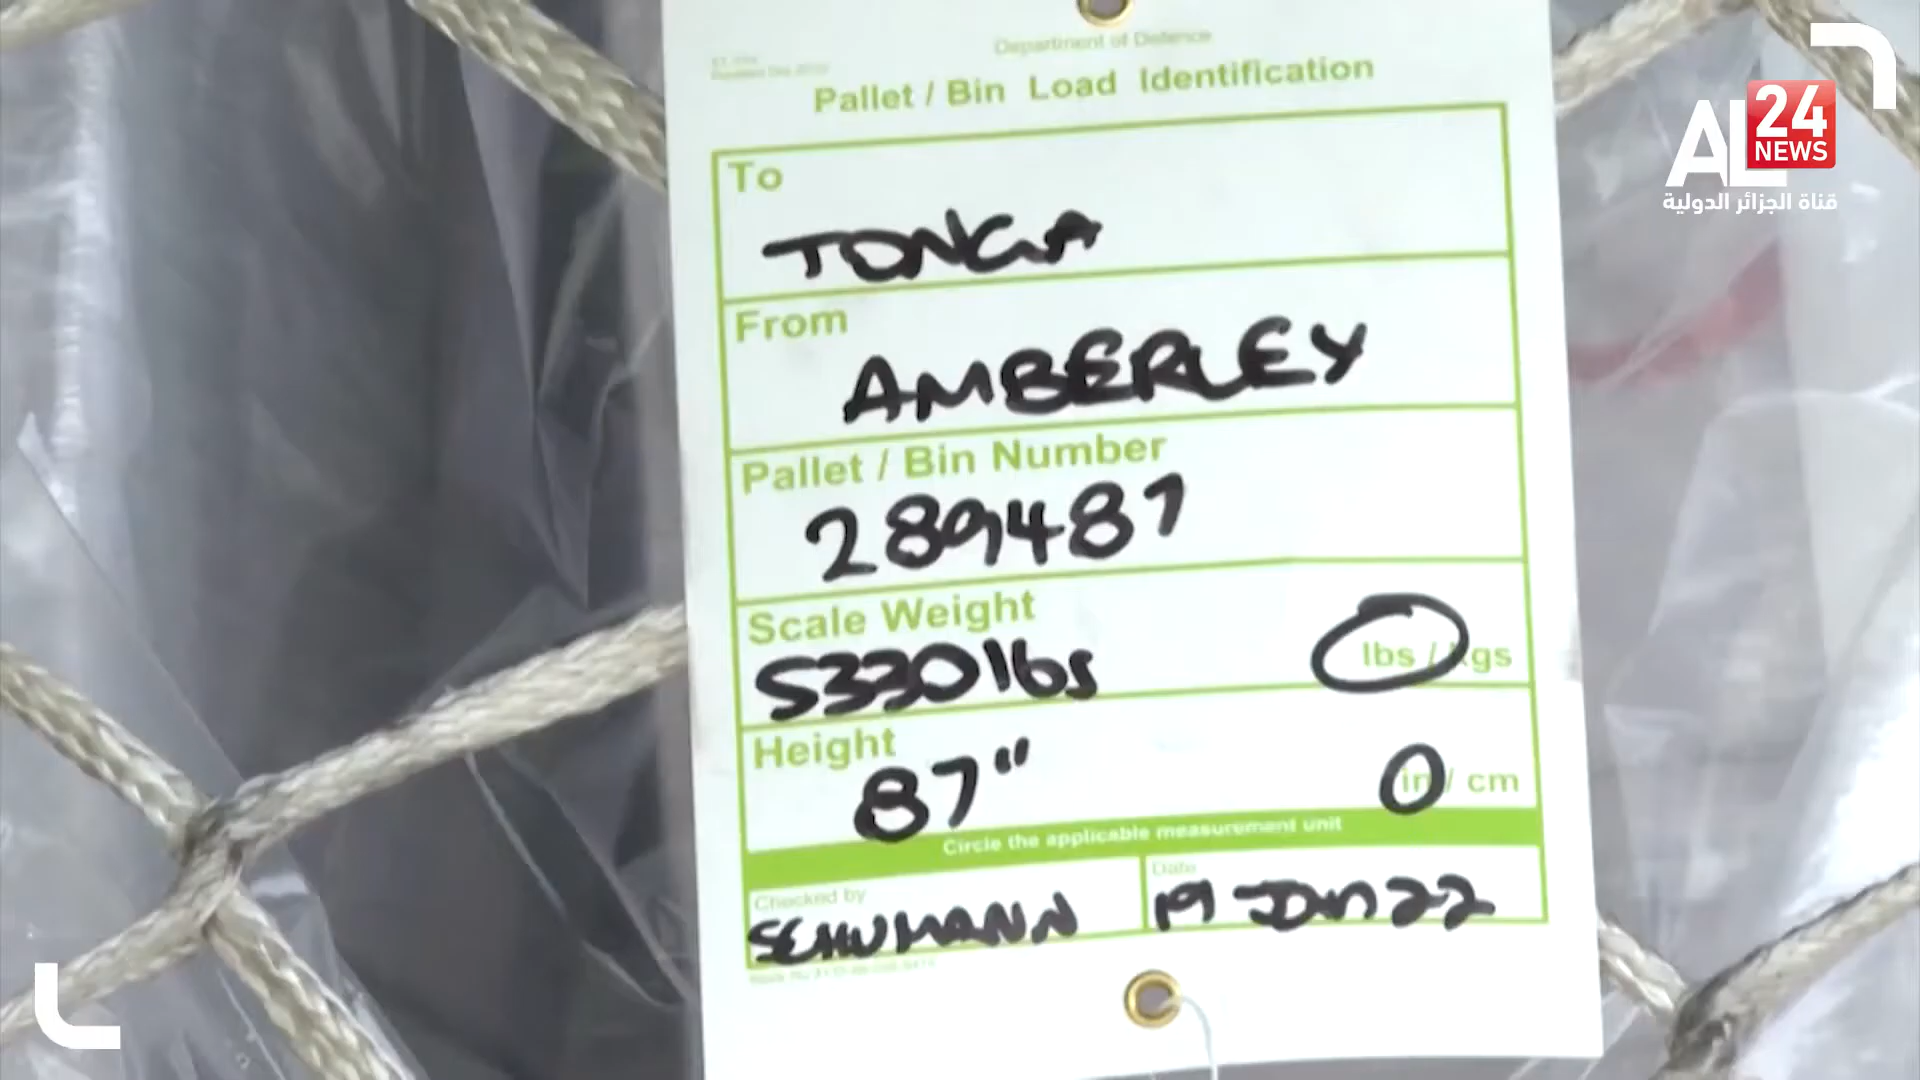 Department of Defence
Pallet / Bin Load Identification
To
TONGA
From
AMBERLEY
Pallet / Bin Number
289487
Scale Weight
5330lbs
lbs / kgs
Height
87"
in / cm
Circle the applicable measurement unit
Checked by
SCHUMANN
Date
19 JAN 22
AL
24
NEWS
قناة الجزائر الدولية